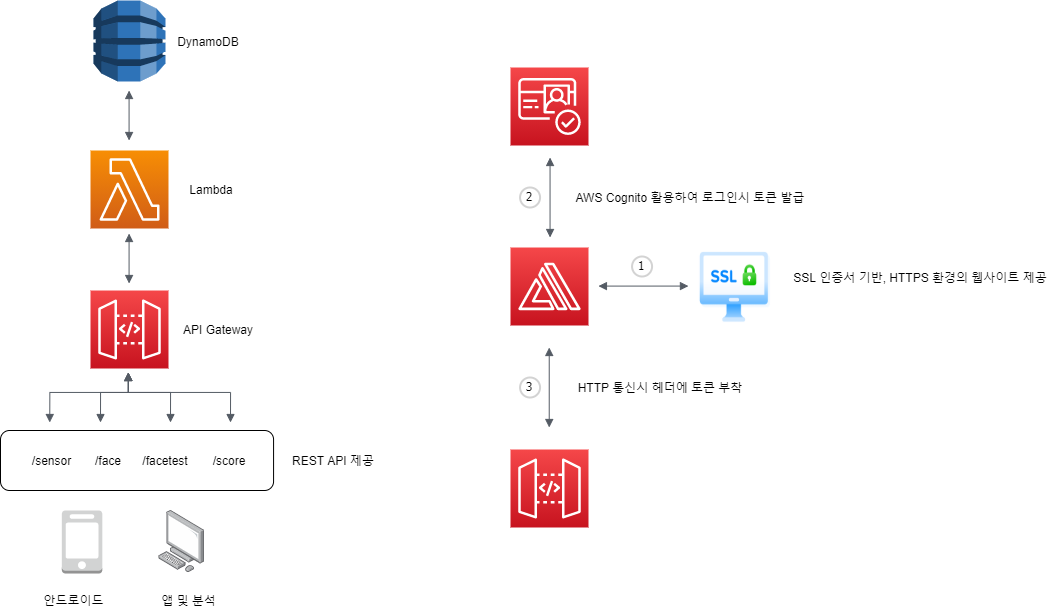 DynamoDB
Lambda
API Gateway
</>
/sensor
/face
/facetest
/score
REST API 제공
안드로이드
앱 및 분석
2
AWS Cognito 활용하여 로그인시 토큰 발급
1
SSL
SSL 인증서 기반, HTTPS 환경의 웹사이트 제공
3
HTTP 통신시 헤더에 토큰 부착
</>